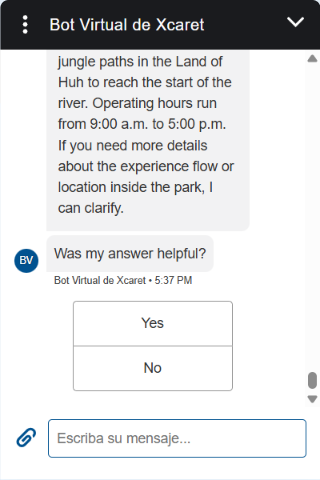 Bot Virtual de Xcaret
jungle paths in the Land of
Huh to reach the start of the
river. Operating hours run
from 9:00 a.m. to 5:00 p.m.
If you need more details
about the experience flow or
location inside the park, I
can clarify.
Was my answer helpful?
BV
Bot Virtual de Xcaret • 5:37 PM
Yes
No
Escriba su mensaje...